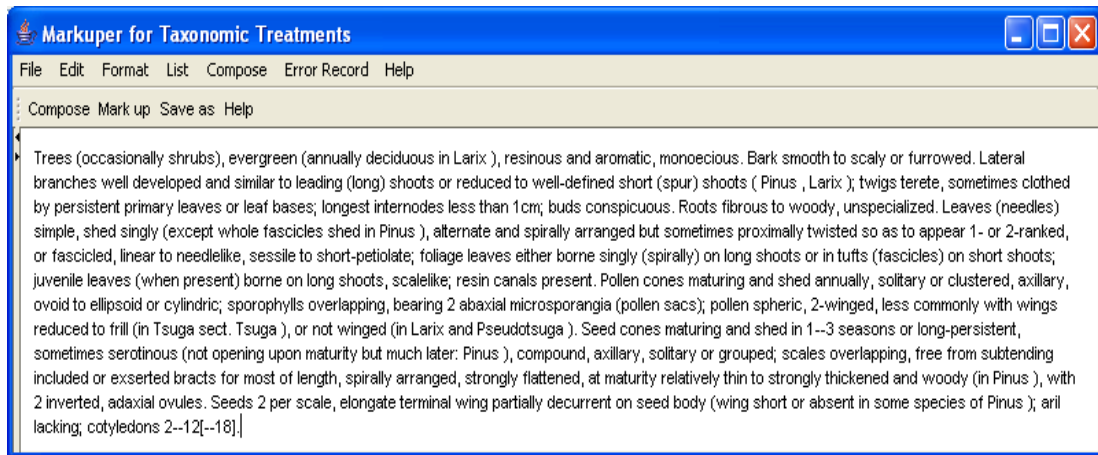 Markuper for Taxonomic Treatments
File Edit Format List Compose Error Record Help
Compose Mark up Save as Help
Trees (occasionally shrubs), evergreen (annually deciduous in Larix ), resinous and aromatic, monoecious. Bark smooth to scaly or furrowed. Lateral
branches well developed and similar to leading (long) shoots or reduced to well-defined short (spur) shoots ( Pinus , Larix ); twigs terete, sometimes clothed
by persistent primary leaves or leaf bases; longest internodes less than 1cm; buds conspicuous. Roots fibrous to woody, unspecialized. Leaves (needles)
simple, shed singly (except whole fascicles shed in Pinus ), alternate and spirally arranged but sometimes proximally twisted so as to appear 1- or 2-ranked,
or fascicled, linear to needlelike, sessile to short-petiolate; foliage leaves either borne singly (spirally) on long shoots or in tufts (fascicles) on short shoots;
juvenile leaves (when present) borne on long shoots, scalelike; resin canals present. Pollen cones maturing and shed annually, solitary or clustered, axillary,
ovoid to ellipsoid or cylindric; sporophylls overlapping, bearing 2 abaxial microsporangia (pollen sacs); pollen spheric, 2-winged, less commonly with wings
reduced to frill (in Tsuga sect. Tsuga ), or not winged (in Larix and Pseudotsuga ). Seed cones maturing and shed in 1--3 seasons or long-persistent,
sometimes serotinous (not opening upon maturity but much later: Pinus ), compound, axillary, solitary or grouped; scales overlapping, free from subtending
included or exserted bracts for most of length, spirally arranged, strongly flattened, at maturity relatively thin to strongly thickened and woody (in Pinus ), with
2 inverted, adaxial ovules. Seeds 2 per scale, elongate terminal wing partially decurrent on seed body (wing short or absent in some species of Pinus ); aril
lacking; cotyledons 2--12[--18].